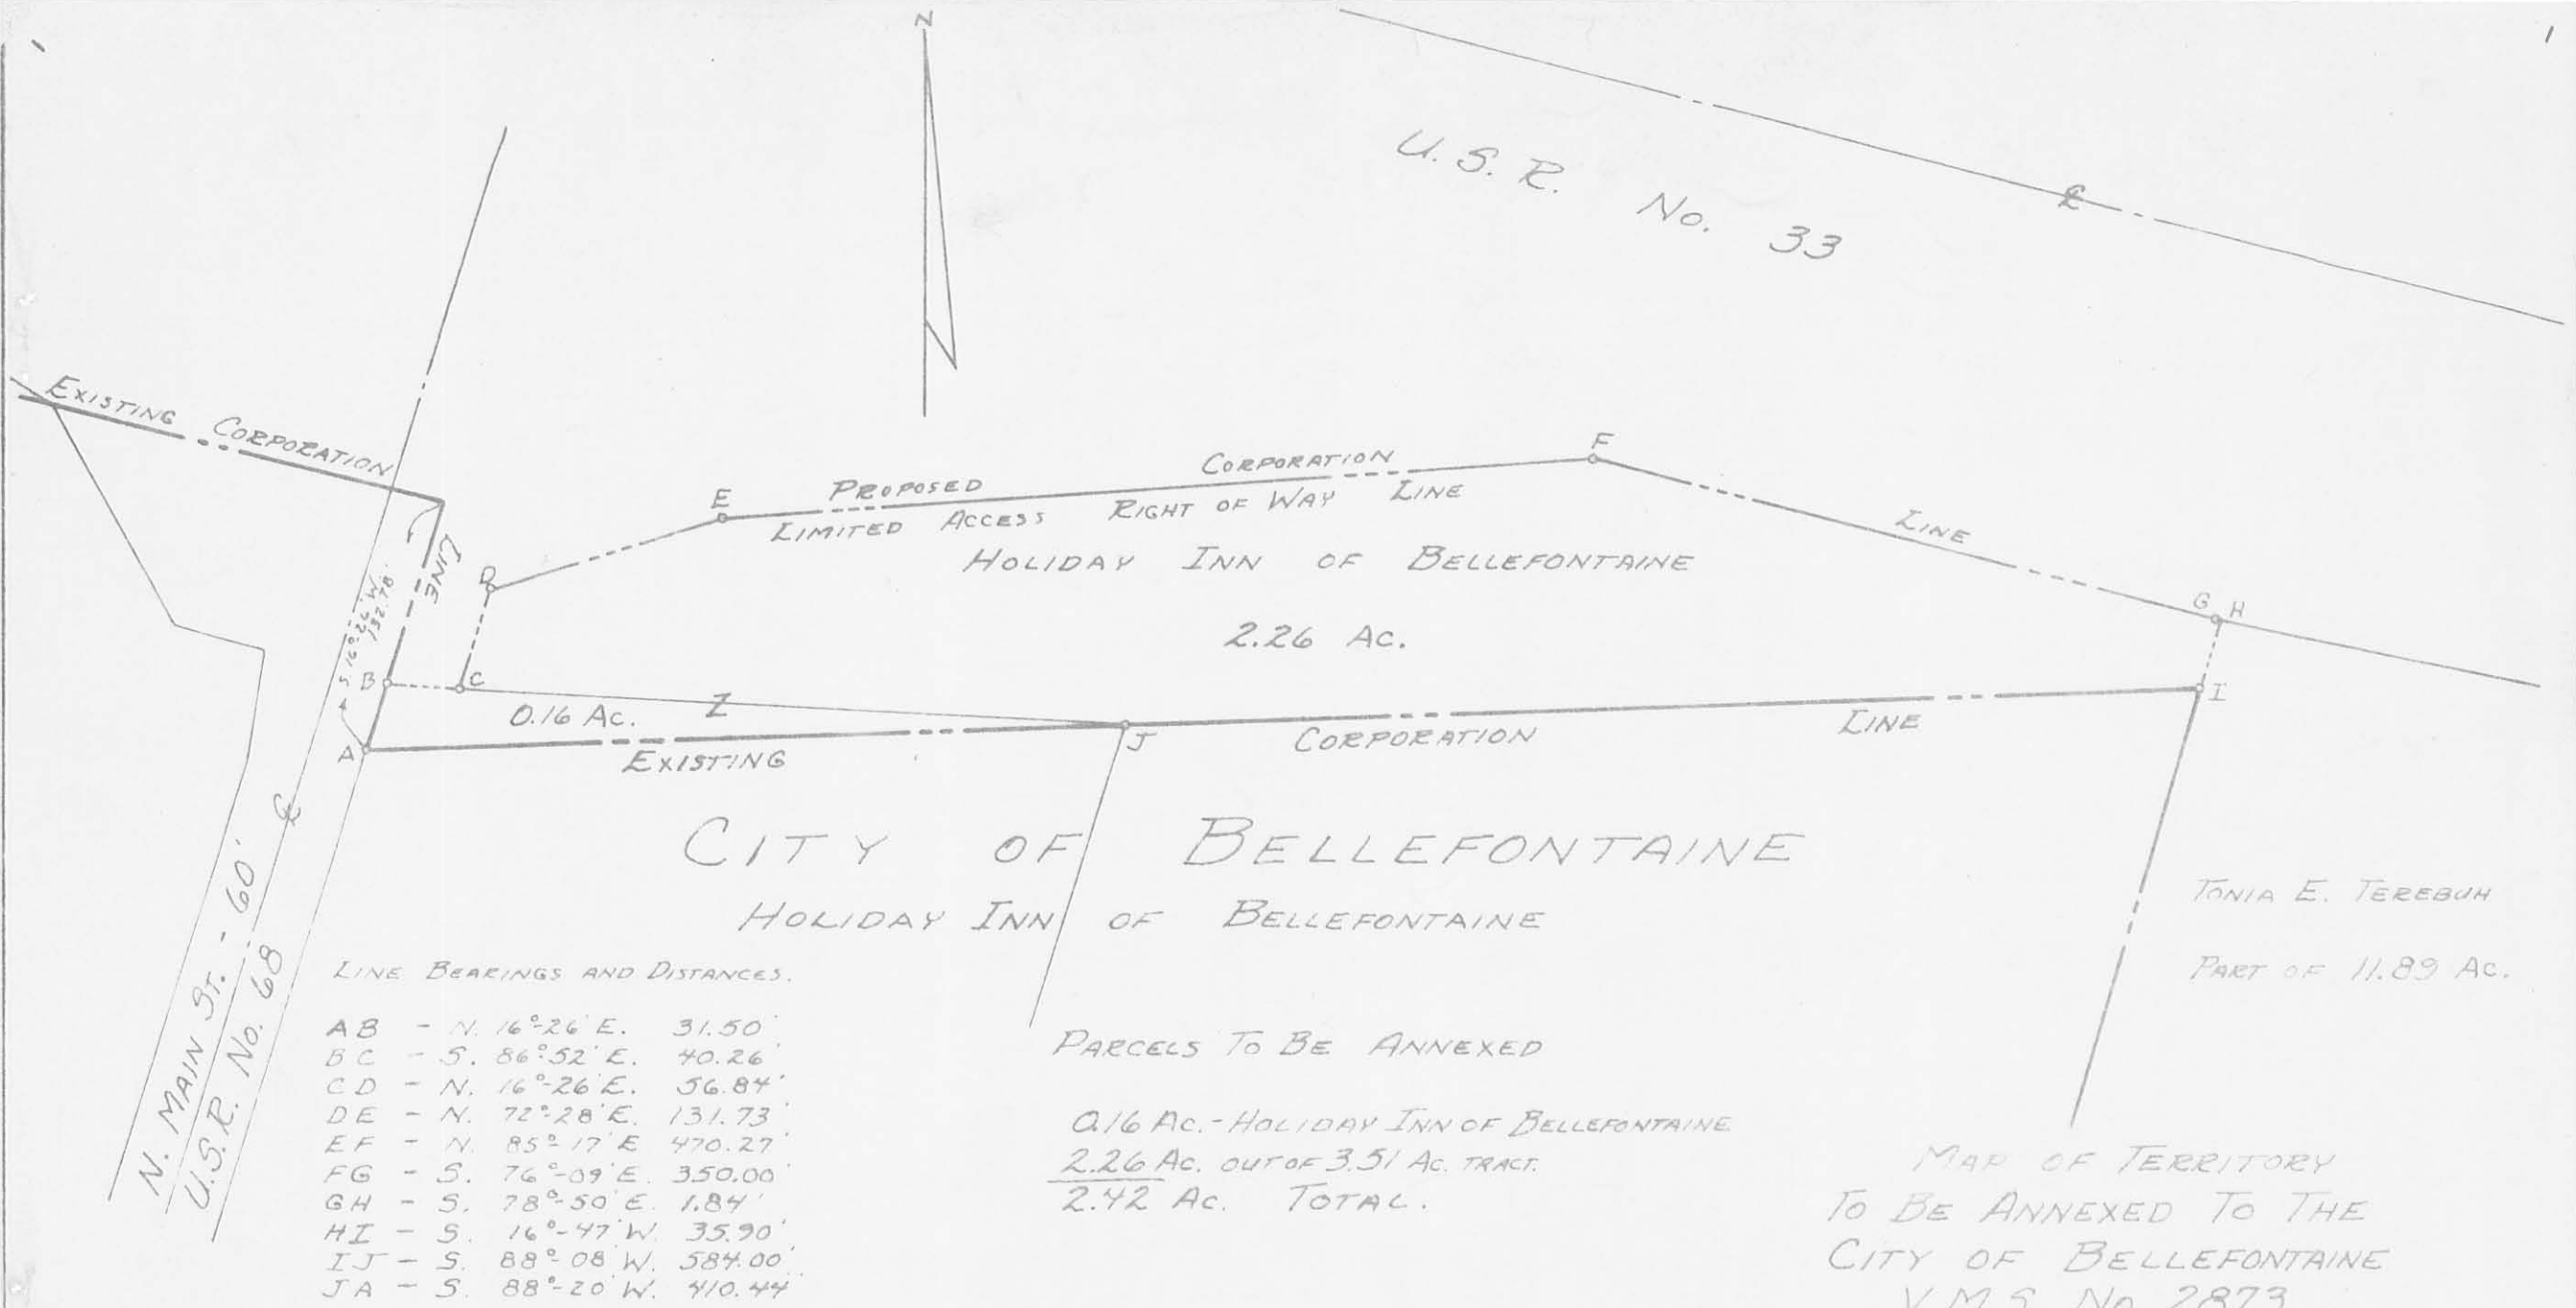 N
U. S. R. No. 33
℄
EXISTING CORPORATION
LINE
S. 16°-26' W.
132.78'
PROPOSED CORPORATION LINE
LIMITED ACCESS RIGHT OF WAY LINE
HOLIDAY INN OF BELLEFONTAINE
2.26 AC.
A
B
C
D
E
F
G H
I
J
0.16 AC.
Z
EXISTING CORPORATION LINE
℄
N. MAIN ST. - 60'
U.S.R. No. 68
CITY OF BELLEFONTAINE
HOLIDAY INN OF BELLEFONTAINE
TONIA E. TEREBUH
PART OF 11.89 AC.
LINE BEARINGS AND DISTANCES.
AB - N. 16°-26' E. 31.50'
BC - S. 86°-52' E. 40.26'
CD - N. 16°-26' E. 56.84'
DE - N. 72°-28' E. 131.73'
EF - N. 85°-17' E 470.27'
FG - S. 76°-09' E. 350.00'
GH - S. 78°-50' E. 1.84'
HI - S. 16°-47' W. 35.90'
IJ - S. 88°-08' W. 584.00'
JA - S. 88°-20' W. 410.44'
PARCELS TO BE ANNEXED
0.16 AC. - HOLIDAY INN OF BELLEFONTAINE
2.26 AC. OUT OF 3.51 AC. TRACT.
2.42 AC. TOTAL.
MAP OF TERRITORY
TO BE ANNEXED TO THE
CITY OF BELLEFONTAINE
V.M.S. No. 2873